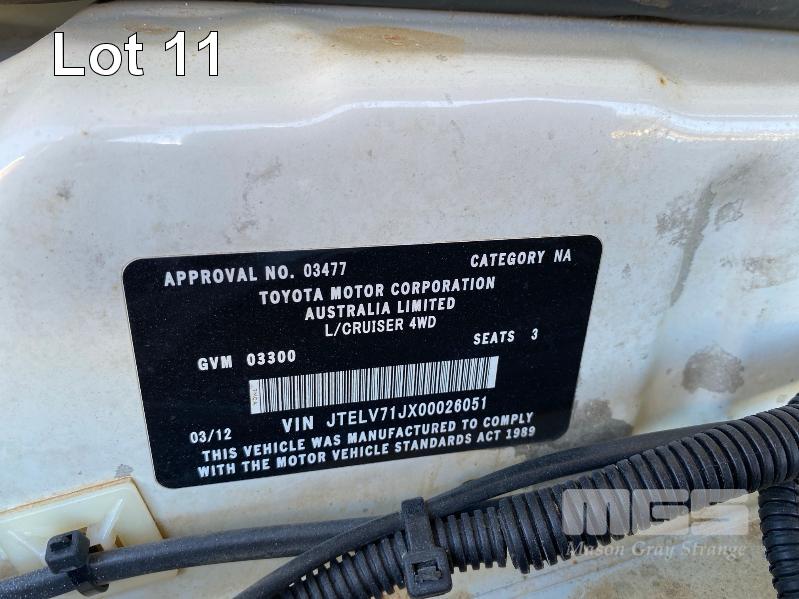 Lot 11
APPROVAL NO. 03477 CATEGORY NA
TOYOTA MOTOR CORPORATION
AUSTRALIA LIMITED
L/CRUISER 4WD
SEATS 3
GVM 03300
VIN JTELV71JX00026051
03/12
THIS VEHICLE WAS MANUFACTURED TO COMPLY
WITH THE MOTOR VEHICLE STANDARDS ACT 1989
MGS
Mason Gray Strange